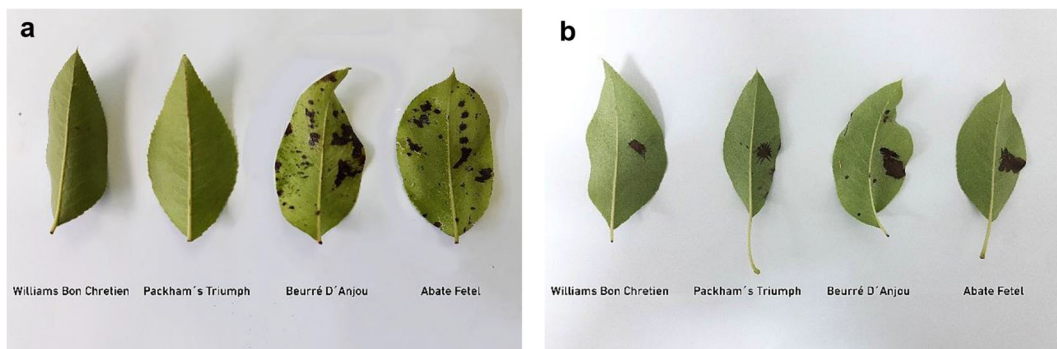 a
Williams Bon Chretien Packham´s Triumph Beurré D´Anjou Abate Fetel
b
Williams Bon Chretien Packham´s Triumph Beurré D´Anjou Abate Fetel